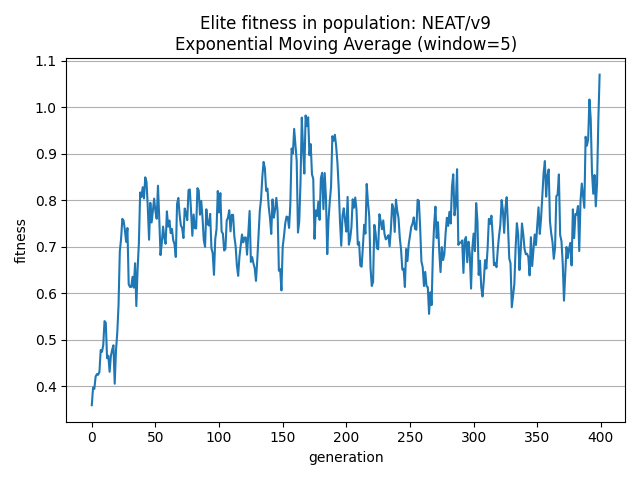 Elite fitness in population: NEAT/v9
Exponential Moving Average (window=5)
1.1
1.0
0.9
0.8
0.7
0.6
0.5
0.4
fitness
0 50 100 150 200 250 300 350 400
generation